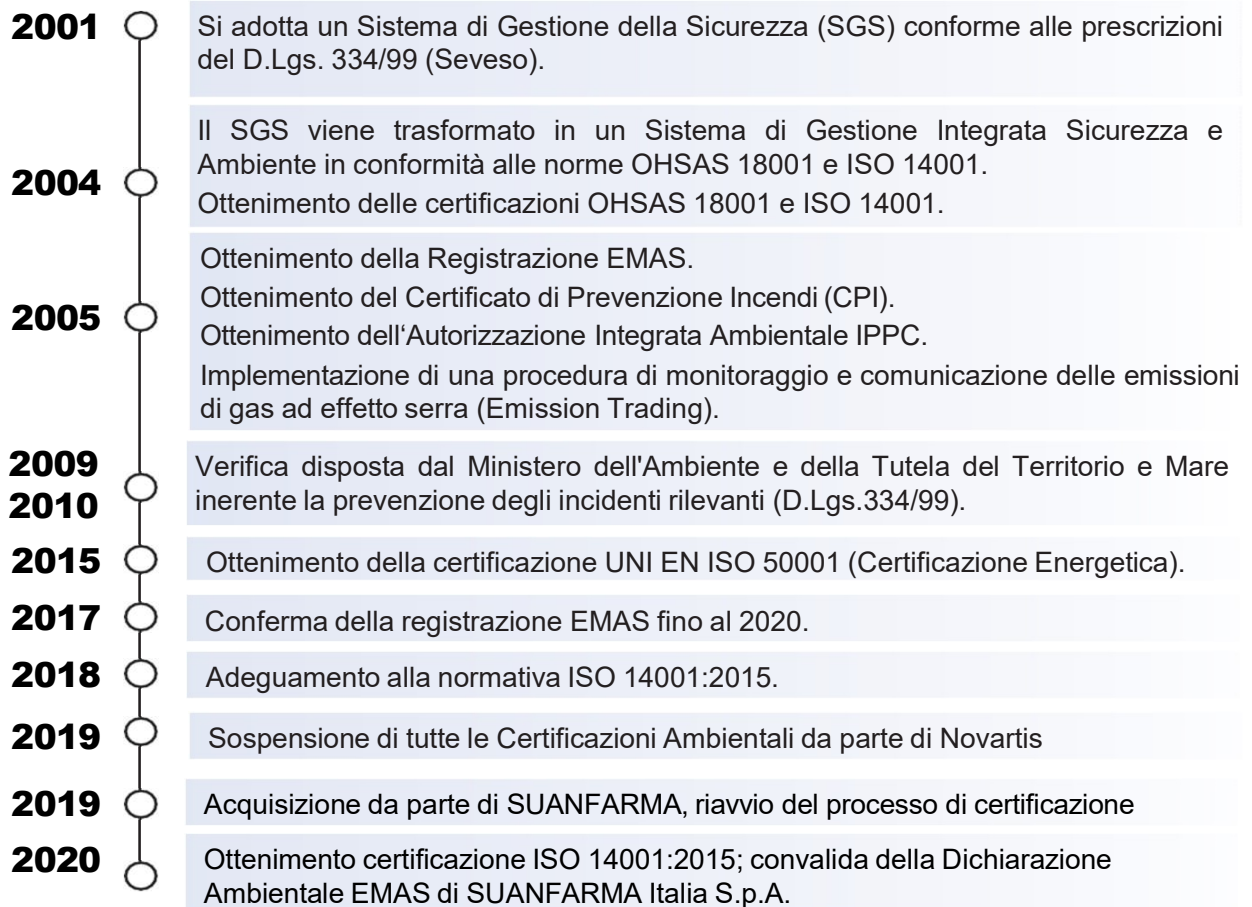 2001
Si adotta un Sistema di Gestione della Sicurezza (SGS) conforme alle prescrizioni
del D.Lgs. 334/99 (Seveso).
2004
Il SGS viene trasformato in un Sistema di Gestione Integrata Sicurezza e
Ambiente in conformità alle norme OHSAS 18001 e ISO 14001.
Ottenimento delle certificazioni OHSAS 18001 e ISO 14001.
2005
Ottenimento della Registrazione EMAS.
Ottenimento del Certificato di Prevenzione Incendi (CPI).
Ottenimento dell‘Autorizzazione Integrata Ambientale IPPC.
Implementazione di una procedura di monitoraggio e comunicazione delle emissioni
di gas ad effetto serra (Emission Trading).
2009
2010
Verifica disposta dal Ministero dell'Ambiente e della Tutela del Territorio e Mare
inerente la prevenzione degli incidenti rilevanti (D.Lgs.334/99).
2015
Ottenimento della certificazione UNI EN ISO 50001 (Certificazione Energetica).
2017
Conferma della registrazione EMAS fino al 2020.
2018
Adeguamento alla normativa ISO 14001:2015.
2019
Sospensione di tutte le Certificazioni Ambientali da parte di Novartis
2019
Acquisizione da parte di SUANFARMA, riavvio del processo di certificazione
2020
Ottenimento certificazione ISO 14001:2015; convalida della Dichiarazione
Ambientale EMAS di SUANFARMA Italia S.p.A.